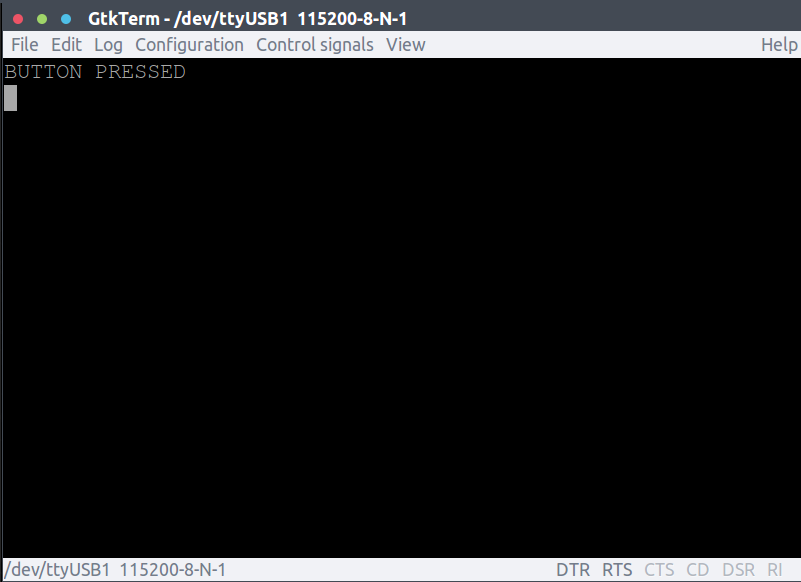 GtkTerm - /dev/ttyUSB1 115200-8-N-1
File Edit Log Configuration Control signals View Help
BUTTON PRESSED
/dev/ttyUSB1 115200-8-N-1 DTR RTS CTS CD DSR RI